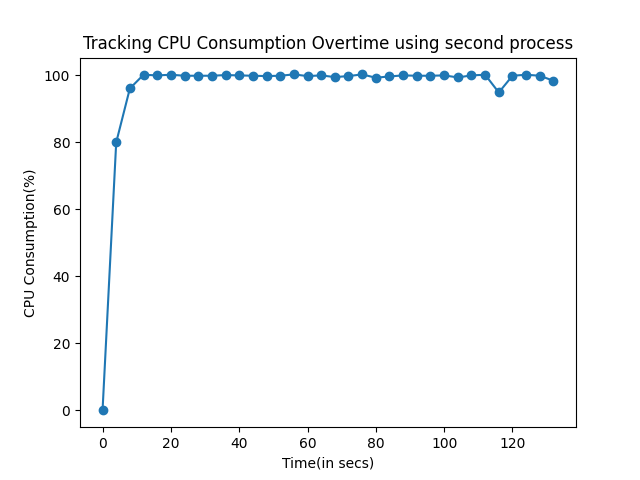 Tracking CPU Consumption Overtime using second process
100
80
60
40
20
0
CPU Consumption(%)
0 20 40 60 80 100 120
Time(in secs)